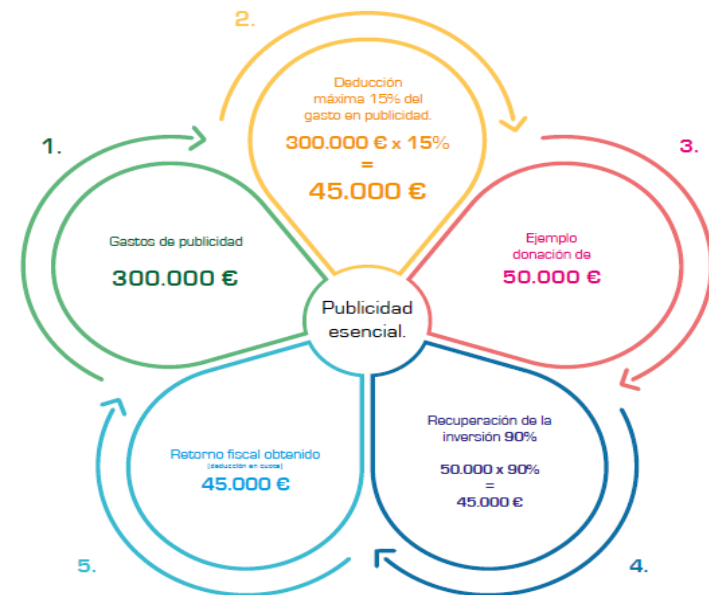 1.
Gastos de publicidad
300.000 €
2.
Deducción
máxima 15% del
gasto en publicidad.
300.000 € x 15%
=
45.000 €
3.
Ejemplo
donación de
50.000 €
4.
Recuperación de la
inversión 90%
50.000 x 90%
=
45.000 €
5.
Retorno fiscal obtenido
(deducción en cuota)
45.000 €
Publicidad
esencial.